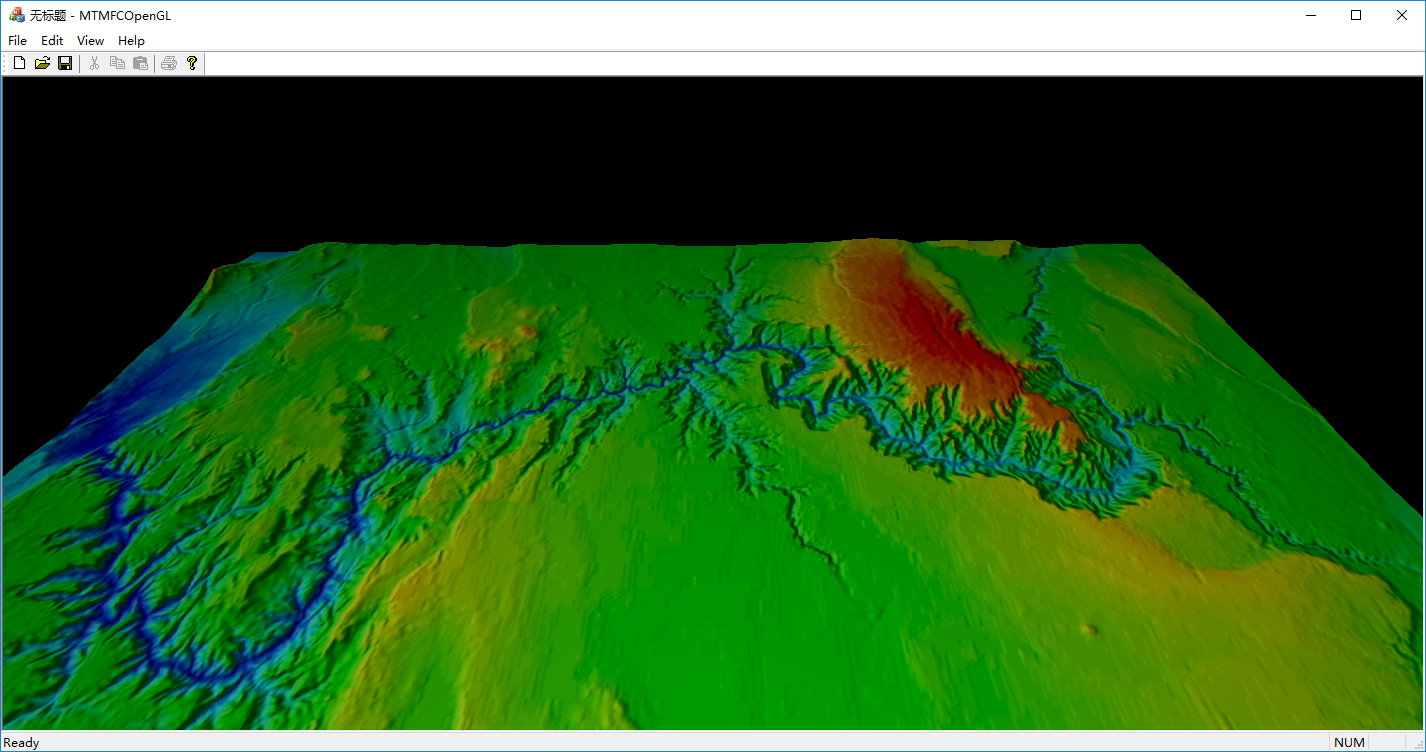 无标题 - MTMFCOpenGL
File Edit View Help
Ready NUM